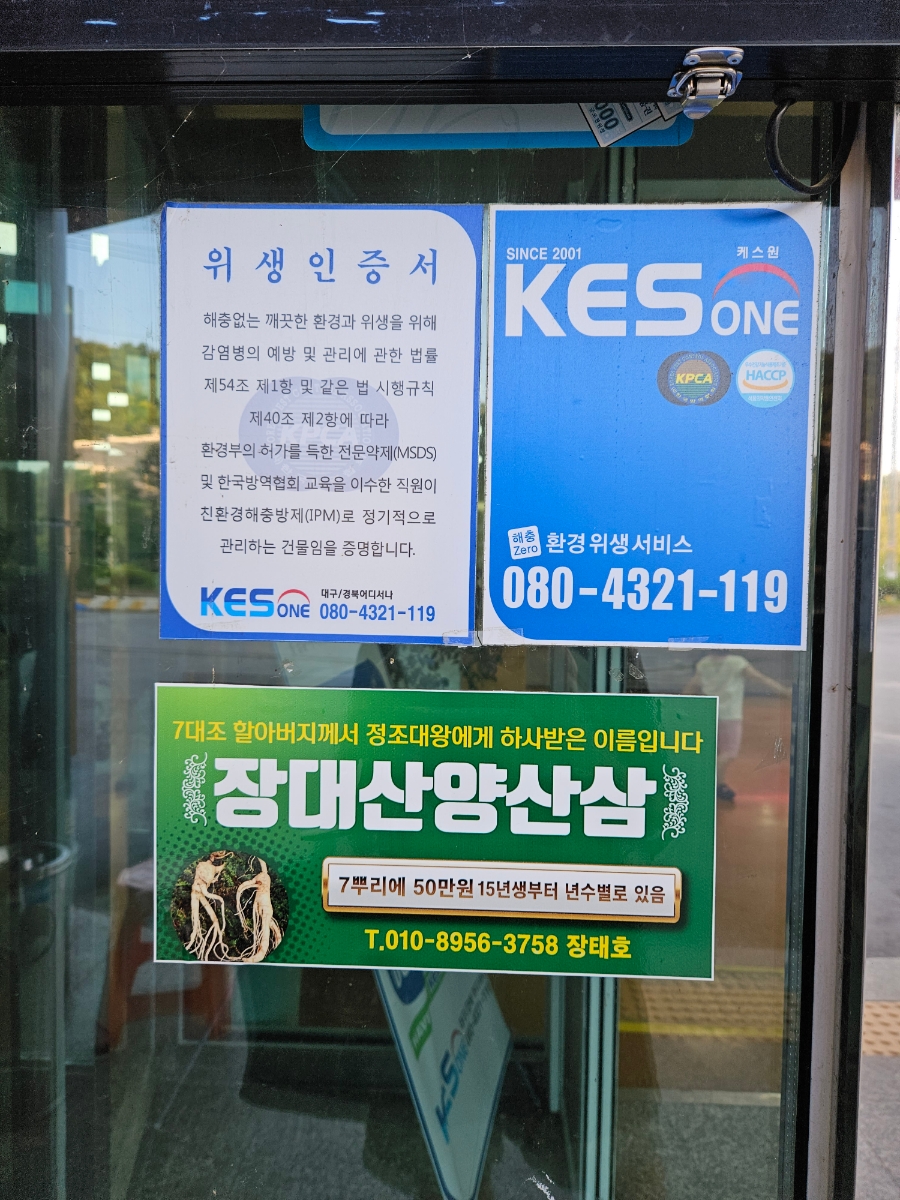 위생인증서
해충없는 깨끗한 환경과 위생을 위해
감염병의 예방 및 관리에 관한 법률
제54조 제1항 및 같은 법 시행규칙
제40조 제2항에 따라
환경부의 허가를 득한 전문약제(MSDS)
및 한국방역협회 교육을 이수한 직원이
친환경해충방제(IPM)로 정기적으로
관리하는 건물임을 증명합니다.
KPCA
KES ONE
대구/경북어디서나
080-4321-119
SINCE 2001
케스원
KES ONE
KPCA
HACCP
해충
Zero
환경위생서비스
080-4321-119
7대조 할아버지께서 정조대왕에게 하사받은 이름입니다
장대산양산삼
7뿌리에 50만원 15년생부터 년수별로 있음
T.010-8956-3758 장태호
KES ONE